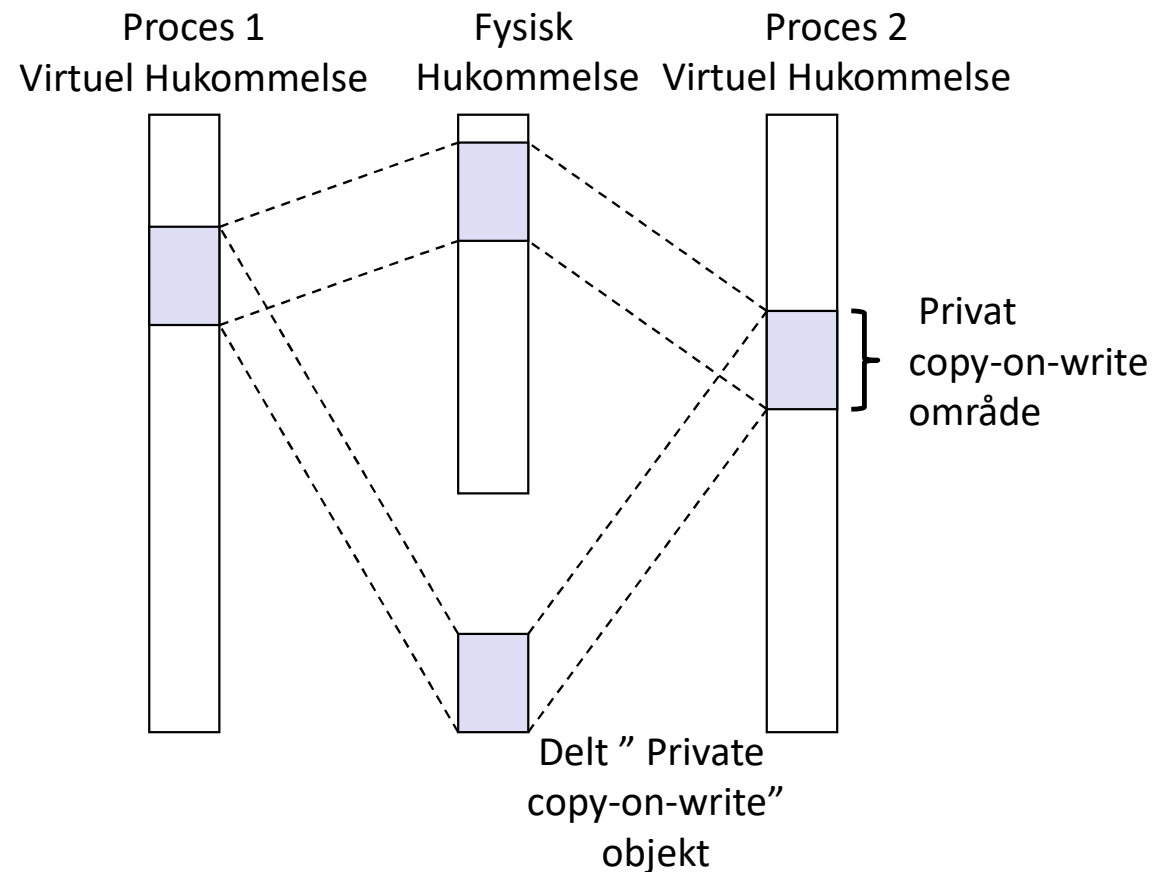 Proces 1
Virtuel Hukommelse
Fysisk
Hukommelse
Proces 2
Virtuel Hukommelse
Privat
copy-on-write
område
Delt ” Private
copy-on-write”
objekt